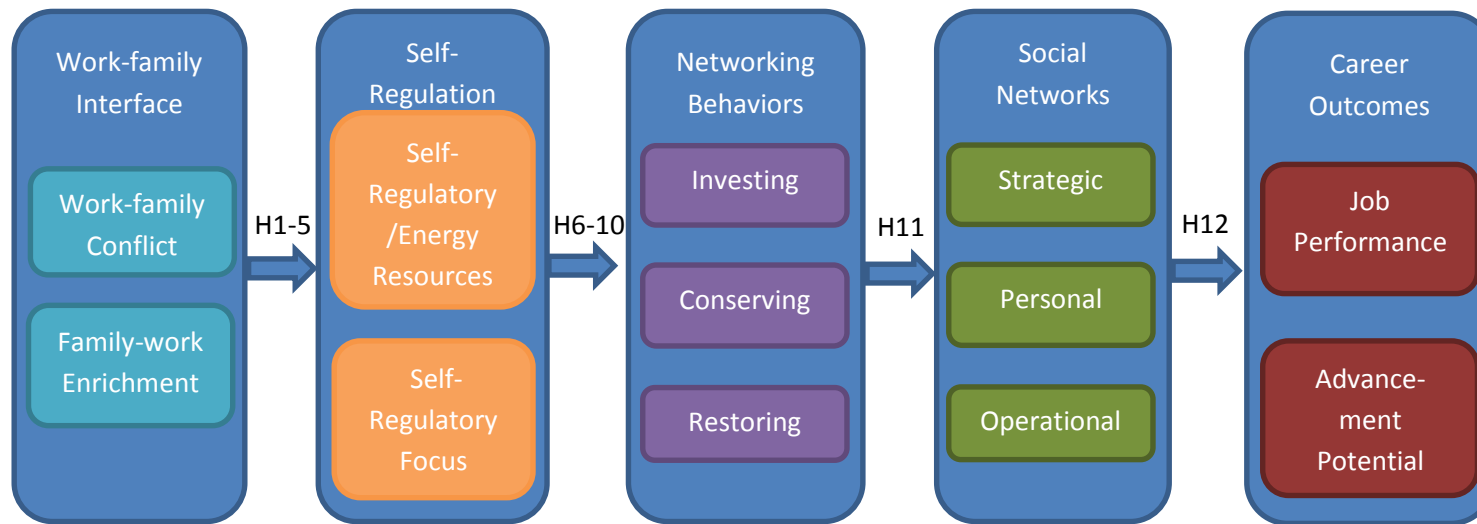 Work-family
Interface
Work-family
Conflict
Family-work
Enrichment
H1-5
Self-
Regulation
Self-
Regulatory
/Energy
Resources
Self-
Regulatory
Focus
H6-10
Networking
Behaviors
Investing
Conserving
Restoring
H11
Social
Networks
Strategic
Personal
Operational
H12
Career
Outcomes
Job
Performance
Advance-
ment
Potential